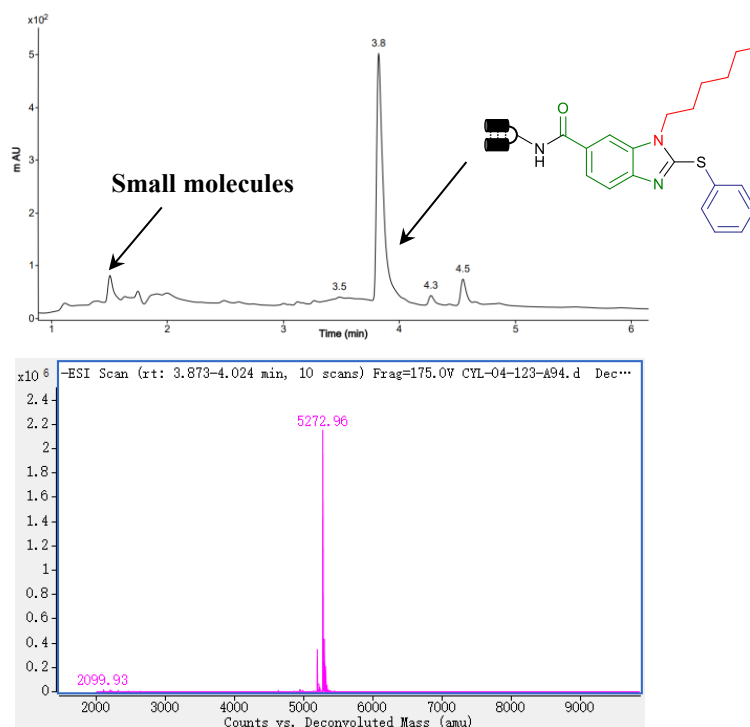 x10²
5
4
3
2
1
0
m AU
3.8
3.5
4.3
4.5
Small molecules
1 2 3 4 5 6
Time (min)
O
N
H
N
N
S
x10 6
-ESI Scan (rt: 3.873-4.024 min, 10 scans) Frag=175.0V CYL-04-123-A94.d Dec…
2.4
2.2
2
1.8
1.6
1.4
1.2
1
0.8
0.6
0.4
0.2
0
5272.96
2099.93
2000 3000 4000 5000 6000 7000 8000 9000
Counts vs. Deconvoluted Mass (amu)